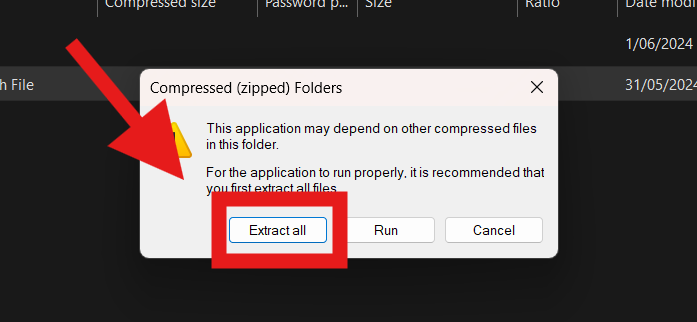 Compressed size Password p... Size Ratio Date modi
1/06/2024
h File 31/05/2024
Compressed (zipped) Folders
This application may depend on other compressed files
in this folder.
For the application to run properly, it is recommended that
you first extract all files.
Extract all Run Cancel